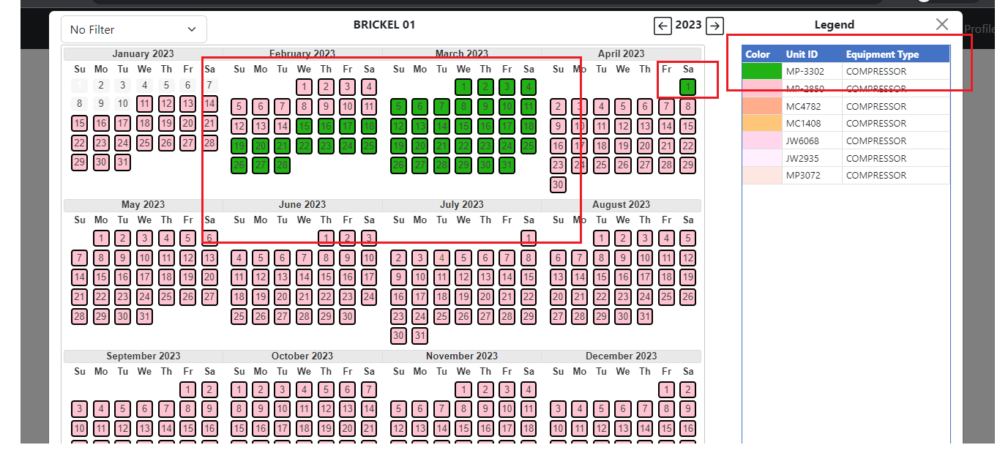 No Filter
BRICKEL 01
2023
Legend
Profile
Color Unit ID Equipment Type
MP-3302 COMPRESSOR
MP-2850 COMPRESSOR
MC4782 COMPRESSOR
MC1408 COMPRESSOR
JW6068 COMPRESSOR
JW2935 COMPRESSOR
MP3072 COMPRESSOR
January 2023
Su Mo Tu We Th Fr Sa
1 2 3 4 5 6 7
8 9 10 11 12 13 14
15 16 17 18 19 20 21
22 23 24 25 26 27 28
29 30 31
February 2023
Su Mo Tu We Th Fr Sa
1 2 3 4
5 6 7 8 9 10 11
12 13 14 15 16 17 18
19 20 21 22 23 24 25
26 27 28
March 2023
Su Mo Tu We Th Fr Sa
1 2 3 4
5 6 7 8 9 10 11
12 13 14 15 16 17 18
19 20 21 22 23 24 25
26 27 28 29 30 31
April 2023
Su Mo Tu We Th Fr Sa
1
2 3 4 5 6 7 8
9 10 11 12 13 14 15
16 17 18 19 20 21 22
23 24 25 26 27 28 29
30
May 2023
Su Mo Tu We Th Fr Sa
1 2 3 4 5 6
7 8 9 10 11 12 13
14 15 16 17 18 19 20
21 22 23 24 25 26 27
28 29 30 31
June 2023
Su Mo Tu We Th Fr Sa
1 2 3
4 5 6 7 8 9 10
11 12 13 14 15 16 17
18 19 20 21 22 23 24
25 26 27 28 29 30
July 2023
Su Mo Tu We Th Fr Sa
1
2 3 4 5 6 7 8
9 10 11 12 13 14 15
16 17 18 19 20 21 22
23 24 25 26 27 28 29
30 31
August 2023
Su Mo Tu We Th Fr Sa
1 2 3 4 5
6 7 8 9 10 11 12
13 14 15 16 17 18 19
20 21 22 23 24 25 26
27 28 29 30 31
September 2023
Su Mo Tu We Th Fr Sa
1 2
3 4 5 6 7 8 9
10 11 12 13 14 15 16
October 2023
Su Mo Tu We Th Fr Sa
1 2 3 4 5 6 7
8 9 10 11 12 13 14
15 16 17 18 19 20 21
November 2023
Su Mo Tu We Th Fr Sa
1 2 3 4
5 6 7 8 9 10 11
12 13 14 15 16 17 18
December 2023
Su Mo Tu We Th Fr Sa
1 2
3 4 5 6 7 8 9
10 11 12 13 14 15 16